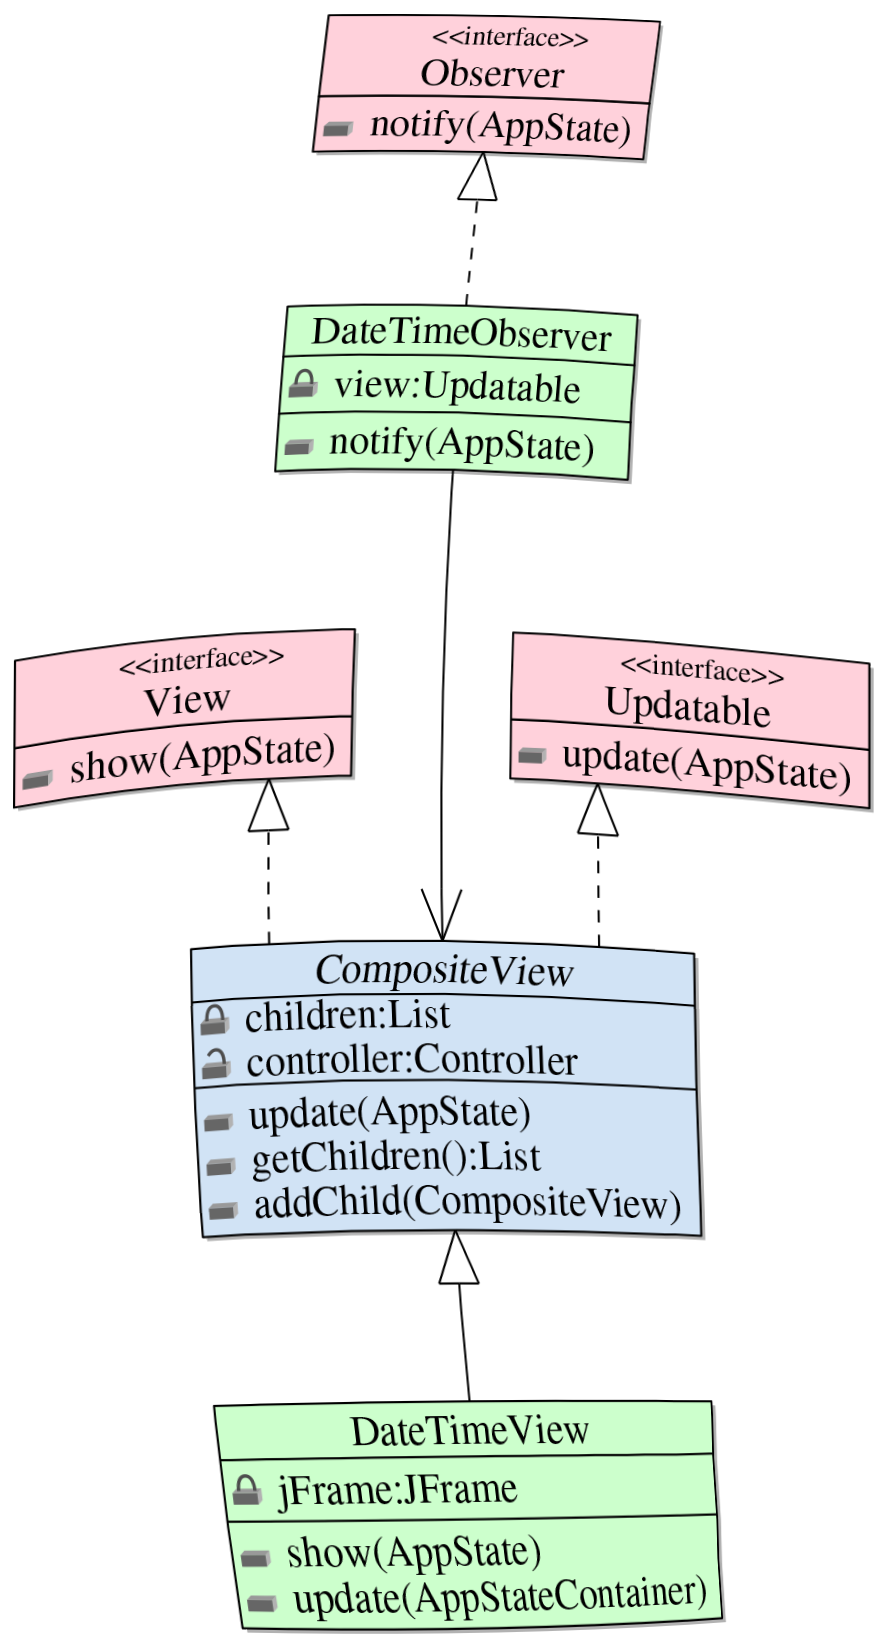 <<interface>>
Observer
notify(AppState)
DateTimeObserver
view:Updatable
notify(AppState)
<<interface>>
View
show(AppState)
<<interface>>
Updatable
update(AppState)
CompositeView
children:List
controller:Controller
update(AppState)
getChildren():List
addChild(CompositeView)
DateTimeView
jFrame:JFrame
show(AppState)
update(AppStateContainer)